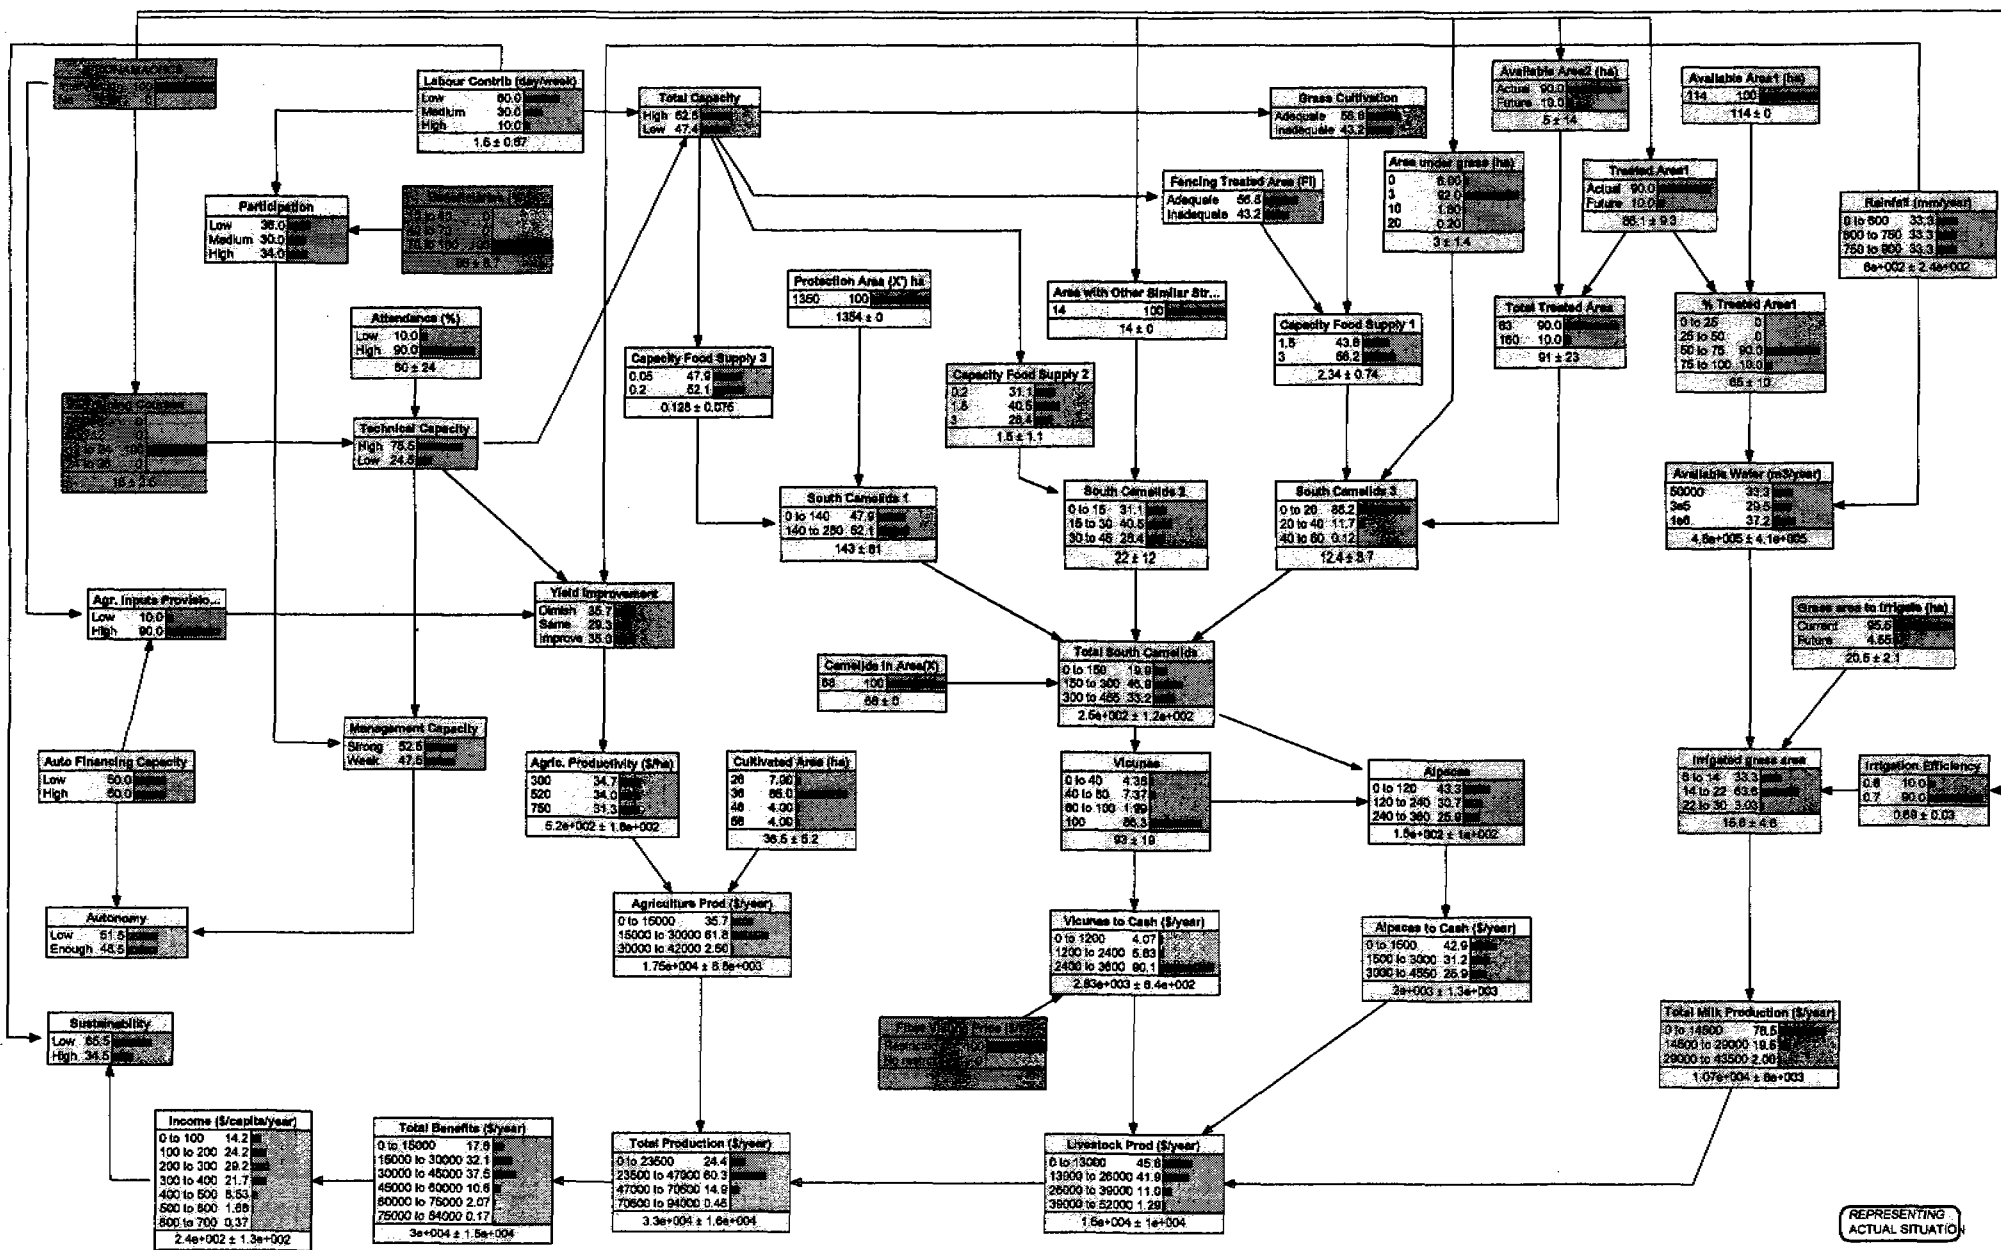 Labour Contrib (day/week)
Low 60.0
Medium 30.0
High 10.0
1.5 ± 0.67
Total Capacity
High 52.6
Low 47.4
Grass Cultivation
Adequate 56.8
Inadequate 43.2
Available Area2 (ha)
Actual 90.0
Future 10.0
5 ± 14
Available Area1 (ha)
114 100
114 ± 0
Area under grass (ha)
0 6.00
3 92.0
10 1.80
20 0.20
3 ± 1.4
Treated Area1
Actual 90.0
Future 10.0
86.1 ± 9.3
Fencing Treated Area (FI)
Adequate 56.8
Inadequate 43.2
Participation
Low 36.0
Medium 30.0
High 34.0
Rainfall (mm/year)
0 to 600 33.3
600 to 750 33.3
750 to 900 33.3
6e+002 ± 2.4e+002
Protection Area (X') ha
1350 100
1354 ± 0
Area with Other Similar Str...
14 100
14 ± 0
Total Treated Area
83 90.0
160 10.0
91 ± 23
% Treated Area1
0 to 25 0
25 to 50 0
50 to 75 90.0
75 to 100 10.0
65 ± 10
Attendance (%)
Low 10.0
High 90.0
80 ± 24
Capacity Food Supply 1
1.5 43.8
3 56.2
2.34 ± 0.74
Capacity Food Supply 3
0.05 47.9
0.2 52.1
0.128 ± 0.075
Capacity Food Supply 2
0.2 31.1
1.5 40.5
3 28.4
1.5 ± 1.1
Technical Capacity
High 75.5
Low 24.5
Available Water (m3/year)
50000 33.3
3e5 29.5
1e6 37.2
4.8e+005 ± 4.1e+005
South Camelids 1
0 to 140 47.9
140 to 280 52.1
143 ± 81
South Camelids 2
0 to 15 31.1
15 to 30 40.5
30 to 45 28.4
22 ± 12
South Camelids 3
0 to 20 88.2
20 to 40 11.7
40 to 60 0.12
12.4 ± 8.7
Agr. Inputs Provisio...
Low 10.0
High 90.0
Yield Improvement
Dimish 35.7
Same 29.3
Improve 35.0
Grass area to Irrigate (ha)
Current 95.5
Future 4.55
20.5 ± 2.1
Total South Camelids
0 to 150 19.9
150 to 300 46.9
300 to 455 33.2
2.5e+002 ± 1.2e+002
Camelids in Area(X)
68 100
68 ± 0
Management Capacity
Strong 52.5
Weak 47.5
Auto Financing Capacity
Low 50.0
High 50.0
Agric. Productivity ($/ha)
300 34.7
520 34.0
750 31.3
5.2e+002 ± 1.8e+002
Cultivated Area (ha)
26 7.00
36 85.0
46 4.00
56 4.00
36.5 ± 5.2
Vicunas
0 to 40 4.35
40 to 80 7.37
80 to 100 1.99
100 86.3
93 ± 19
Alpacas
0 to 120 43.3
120 to 240 30.7
240 to 360 25.9
1.5e+002 ± 1e+002
Irrigated grass area
6 to 14 33.3
14 to 22 63.6
22 to 30 3.03
15.6 ± 4.6
Irrigation Efficiency
0.6 10.0
0.7 90.0
0.69 ± 0.03
Autonomy
Low 51.5
Enough 48.5
Agriculture Prod ($/year)
0 to 15000 35.7
15000 to 30000 61.8
30000 to 42000 2.50
1.75e+004 ± 8.8e+003
Vicunas to Cash ($/year)
0 to 1200 4.07
1200 to 2400 5.83
2400 to 3600 90.1
2.83e+003 ± 6.4e+002
Alpacas to Cash ($/year)
0 to 1500 42.9
1500 to 3000 31.2
3000 to 4550 25.9
2e+003 ± 1.3e+003
Sustainability
Low 65.5
High 34.5
Total Milk Production ($/year)
0 to 14500 78.5
14500 to 29000 19.5
29000 to 43500 2.00
1.07e+004 ± 6e+003
Income ($/capita/year)
0 to 100 14.2
100 to 200 24.2
200 to 300 29.2
300 to 400 21.7
400 to 500 8.53
500 to 600 1.68
600 to 700 0.37
2.4e+002 ± 1.3e+002
Total Benefits ($/year)
0 to 15000 17.6
15000 to 30000 32.1
30000 to 45000 37.5
45000 to 60000 10.6
60000 to 75000 2.07
75000 to 84000 0.17
3e+004 ± 1.5e+004
Total Production ($/year)
0 to 23500 24.4
23500 to 47000 60.3
47000 to 70500 14.9
70500 to 94000 0.45
3.3e+004 ± 1.6e+004
Livestock Prod ($/year)
0 to 13000 45.8
13000 to 26000 41.9
26000 to 39000 11.0
39000 to 52000 1.29
1.6e+004 ± 1e+004
REPRESENTING
ACTUAL SITUATION